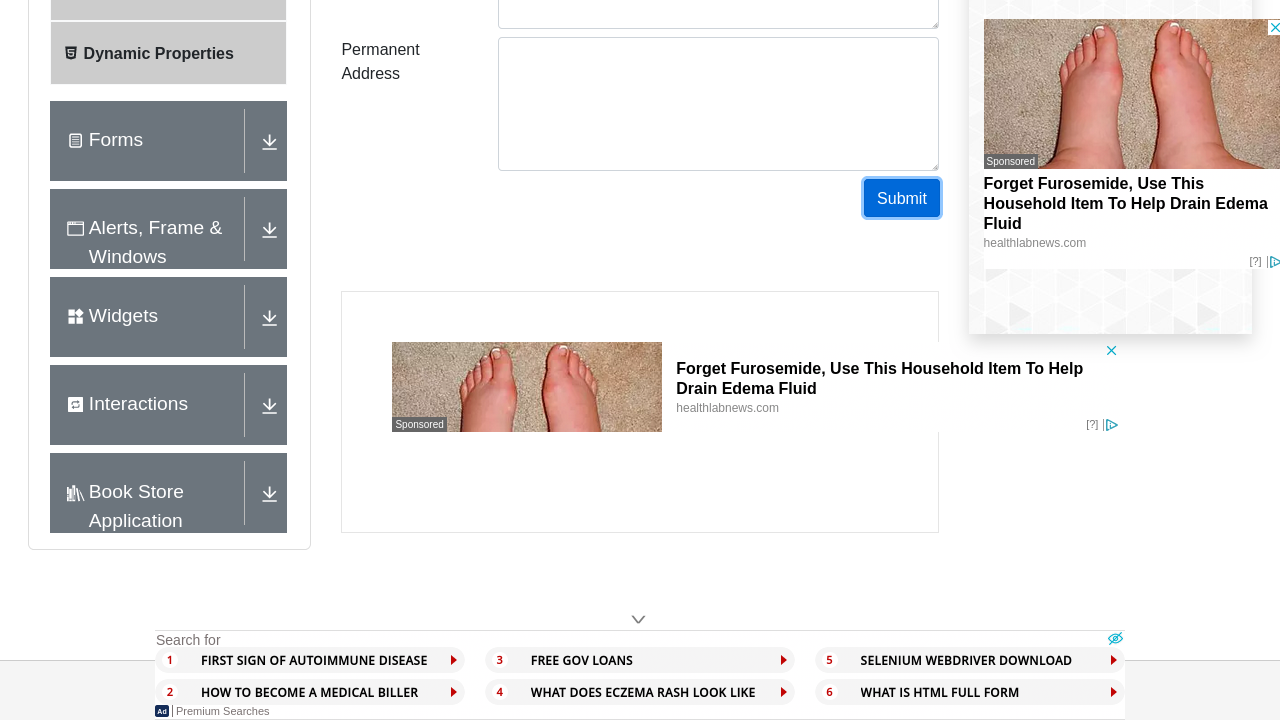 Dynamic Properties
Forms
Alerts, Frame &
Windows
Widgets
Interactions
Book Store
Application
Permanent
Address
Submit
Sponsored
Forget Furosemide, Use This Household Item To Help
Drain Edema Fluid
healthlabnews.com
[?]
Sponsored
Forget Furosemide, Use This
Household Item To Help Drain Edema
Fluid
healthlabnews.com
[?]
Search for
1 FIRST SIGN OF AUTOIMMUNE DISEASE
2 HOW TO BECOME A MEDICAL BILLER
3 FREE GOV LOANS
4 WHAT DOES ECZEMA RASH LOOK LIKE
5 SELENIUM WEBDRIVER DOWNLOAD
6 WHAT IS HTML FULL FORM
Ad | Premium Searches